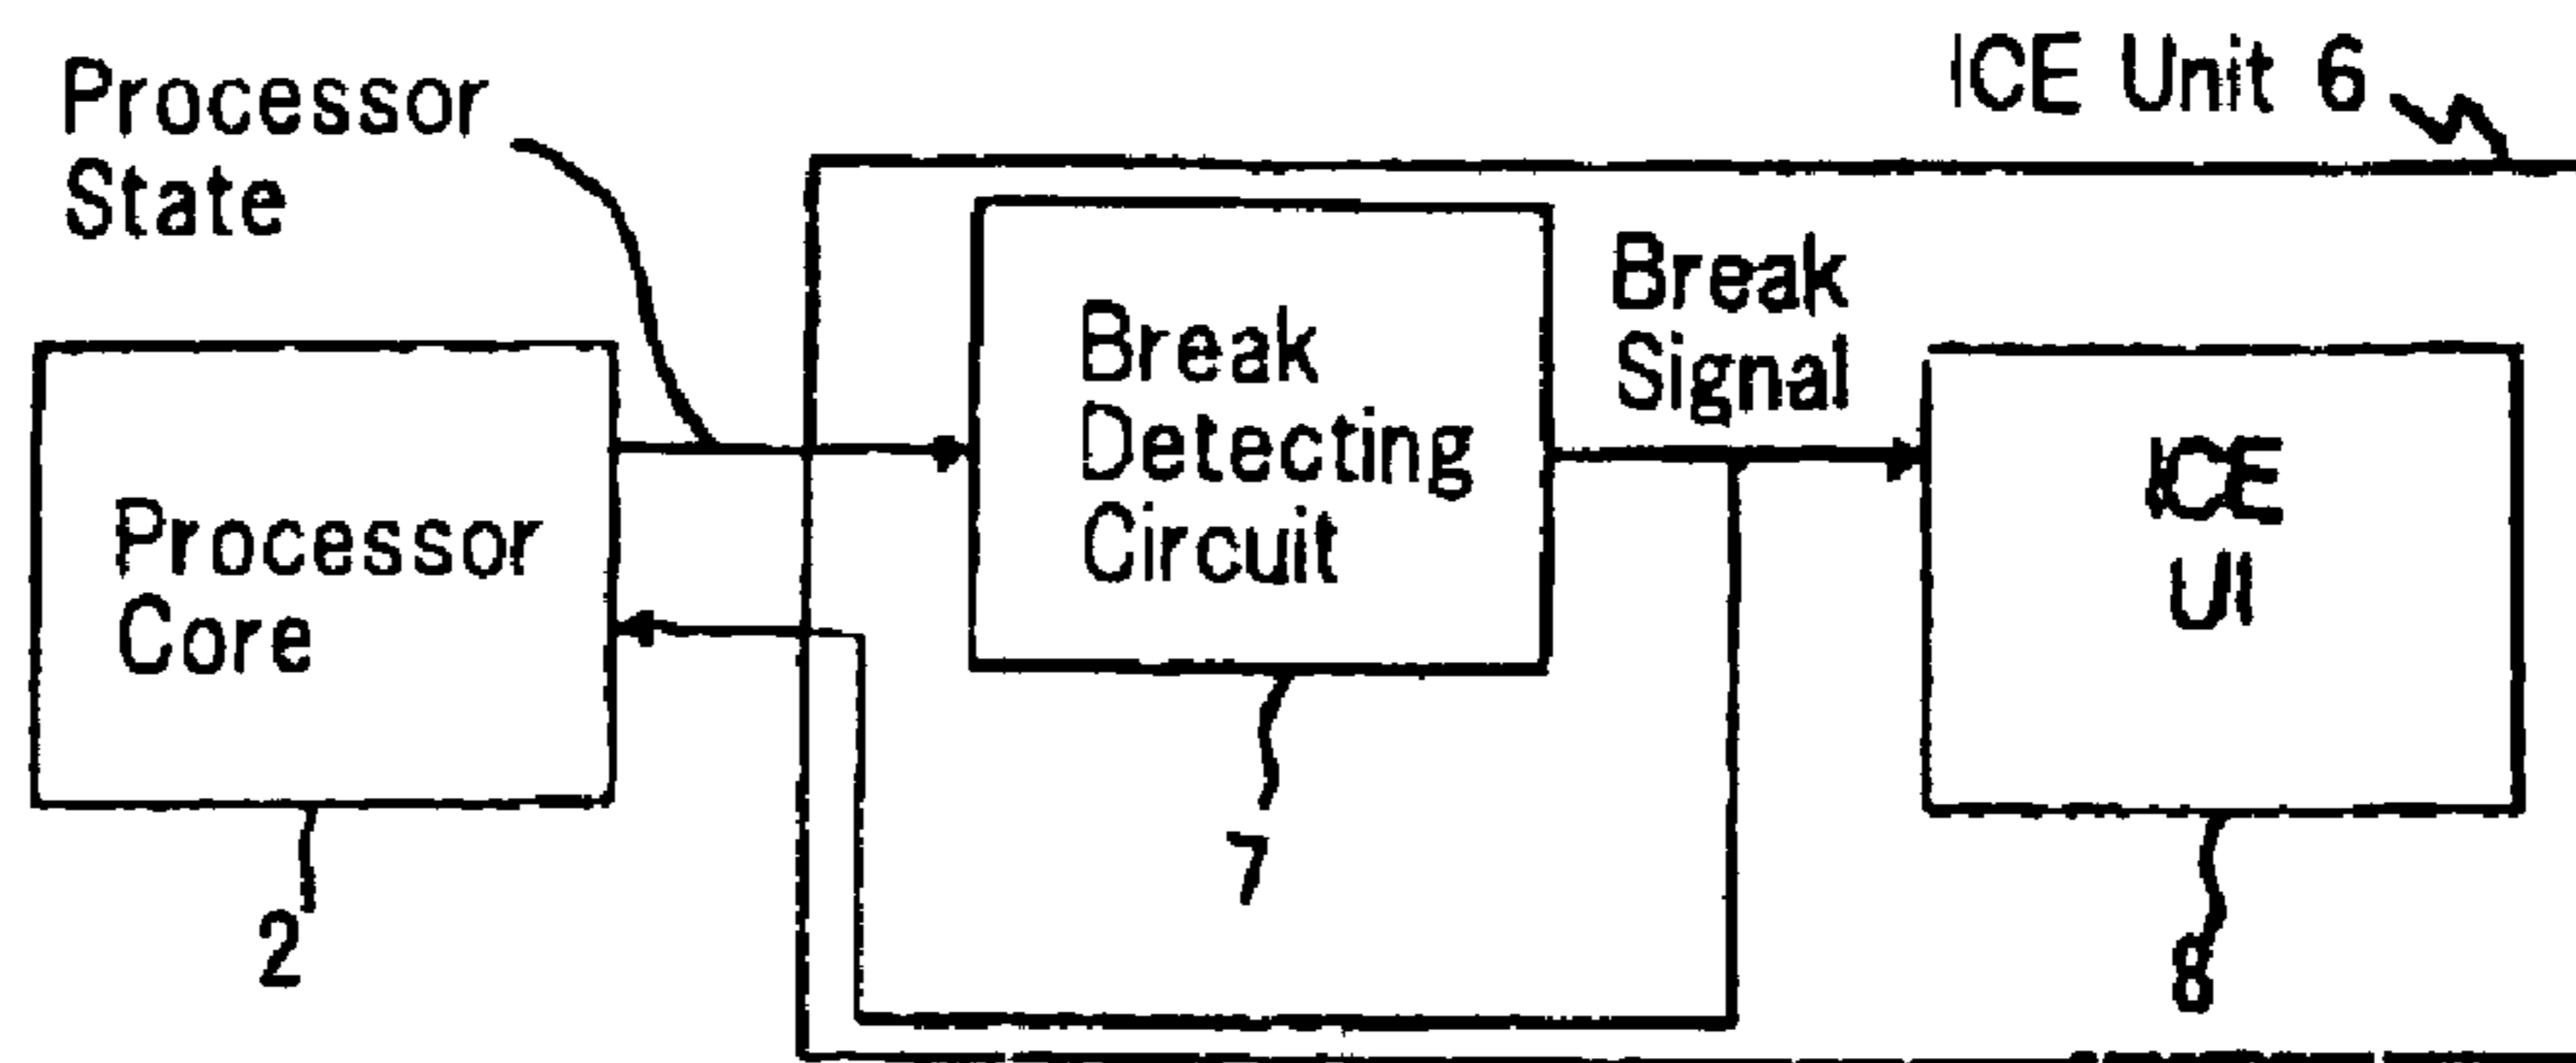 Processor
State
ICE Unit 6
Break
Detecting
Circuit
Break
Signal
ICE
UI
Processor
Core
2
7
8